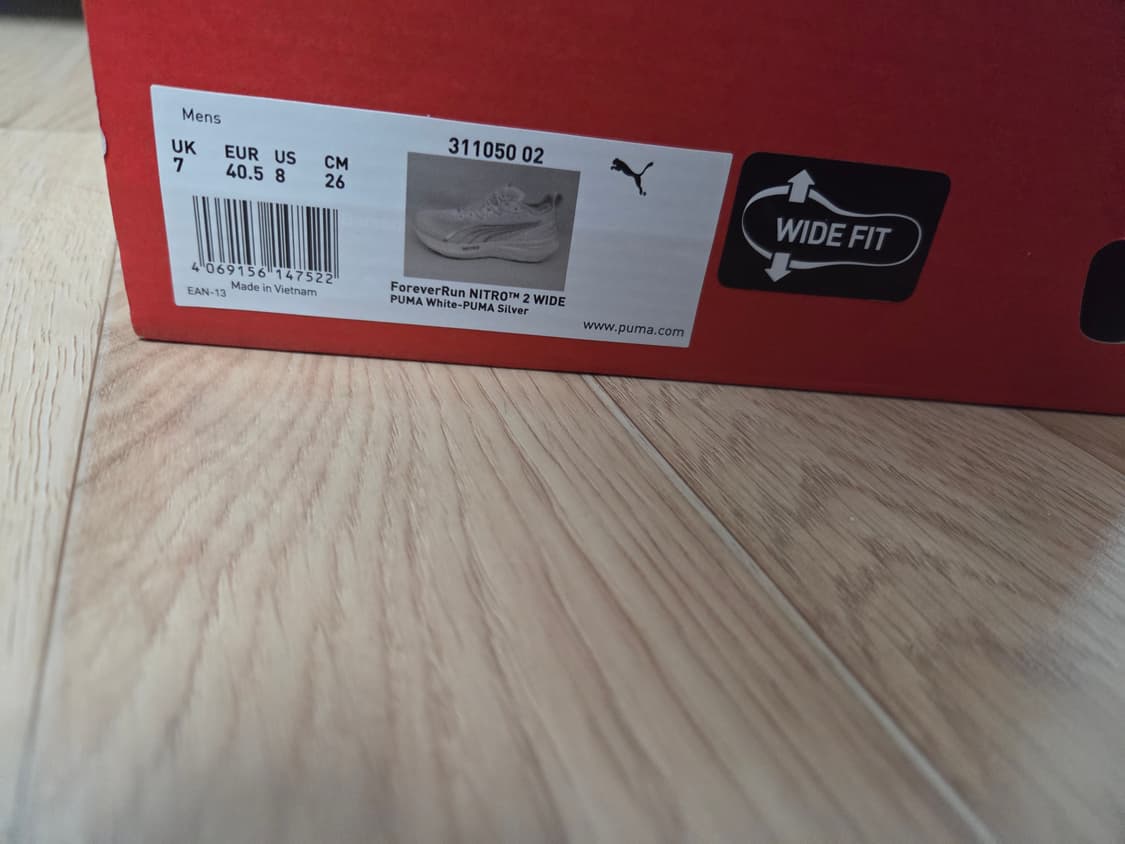 Mens
UK EUR US CM
7 40.5 8 26
4 069156 147522
EAN-13 Made in Vietnam
311050 02
ForeverRun NITRO™ 2 WIDE
PUMA White-PUMA Silver
www.puma.com
WIDE FIT